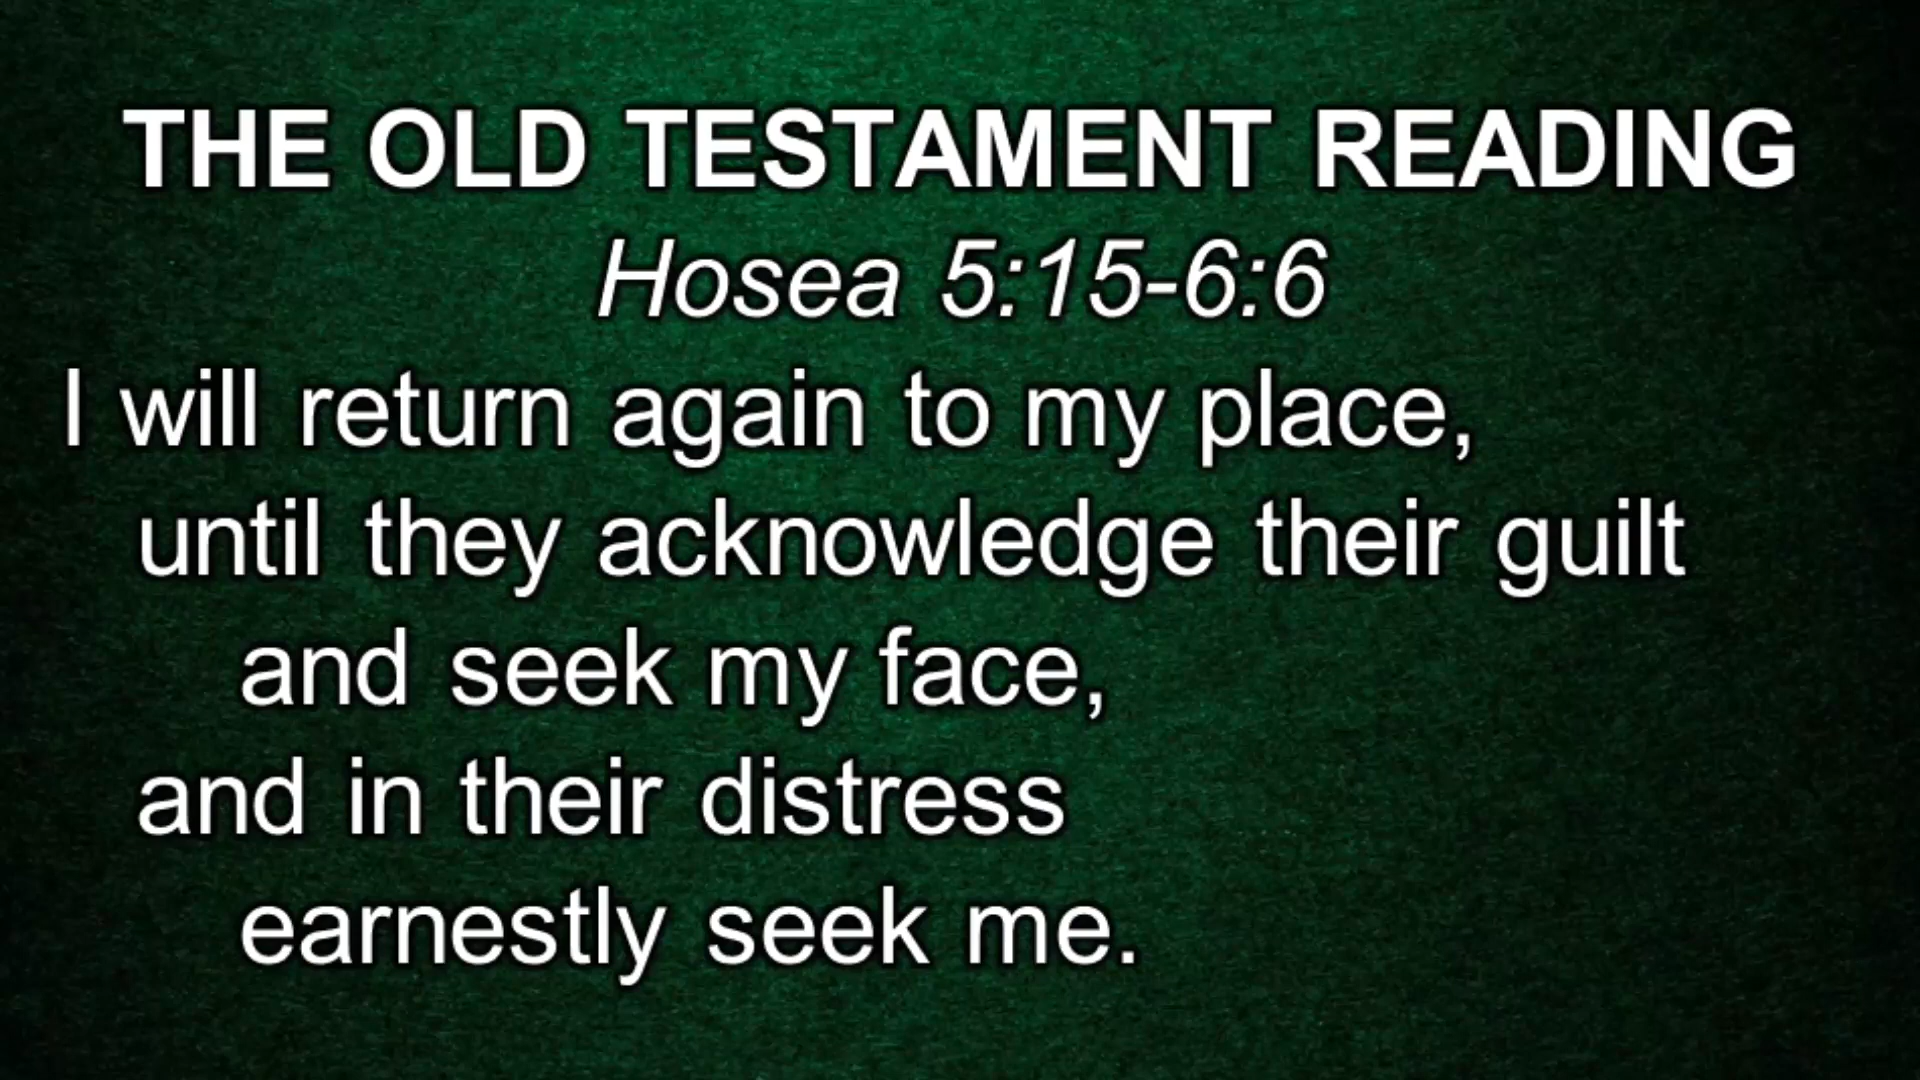 THE OLD TESTAMENT READING
Hosea 5:15-6:6
I will return again to my place,
until they acknowledge their guilt
and seek my face,
and in their distress
earnestly seek me.